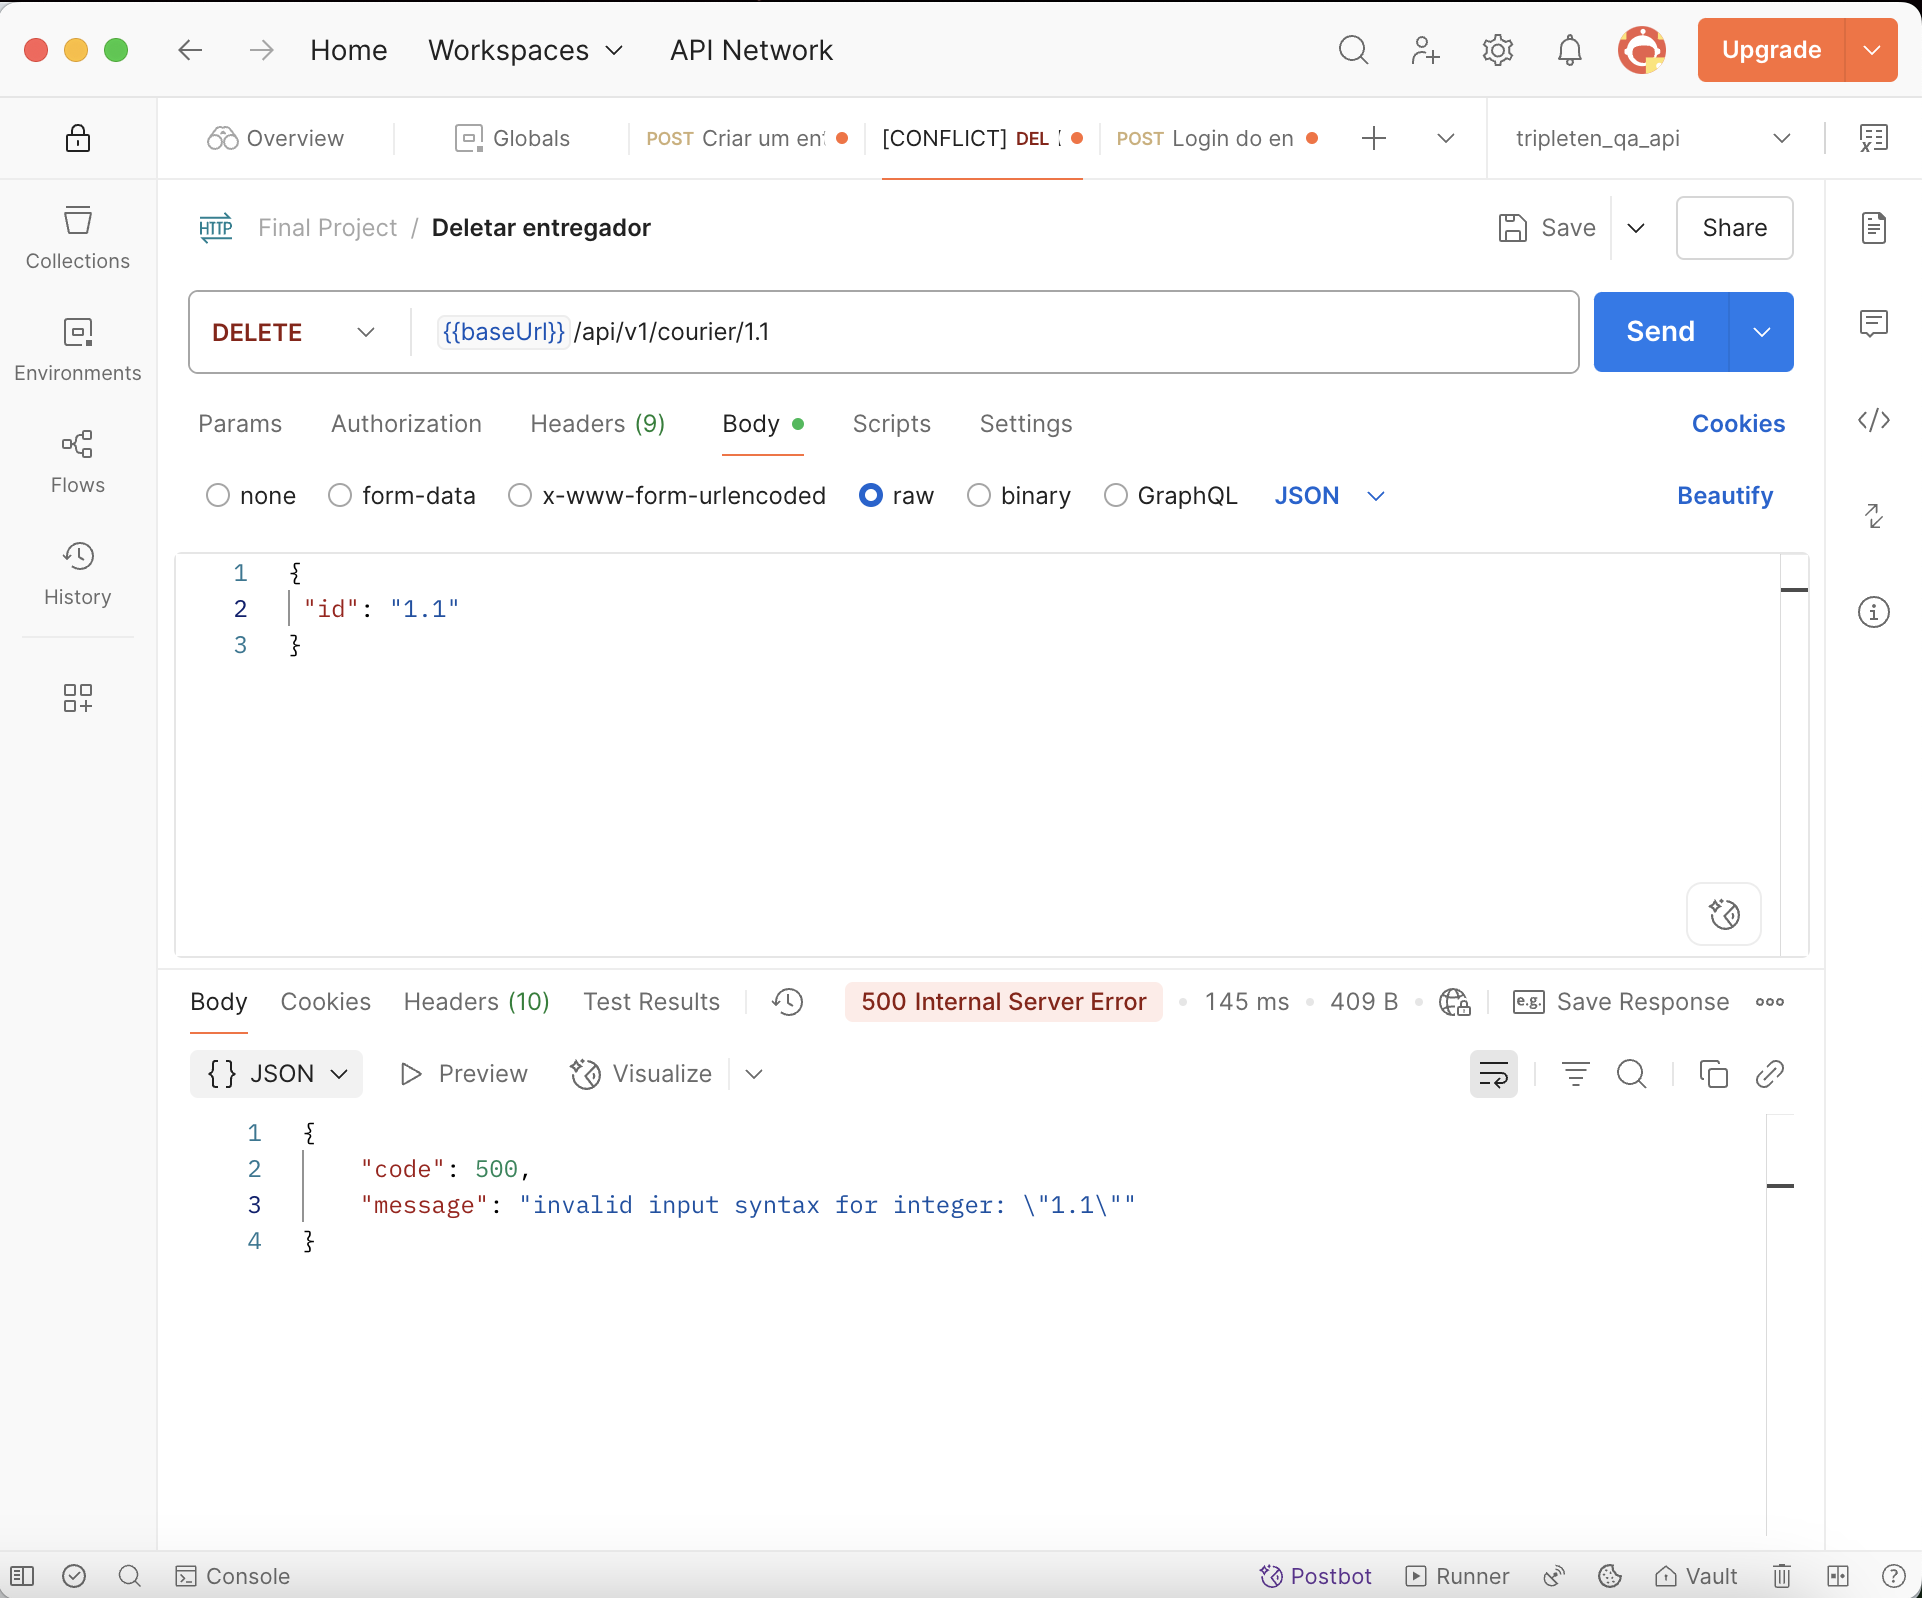 Home Workspaces API Network Upgrade
Overview Globals POST Criar um en [CONFLICT] DEL POST Login do en tripleten_qa_api
HTTP Final Project / Deletar entregador Save Share
Collections
DELETE {{baseUrl}} /api/v1/courier/1.1 Send
Environments
Params Authorization Headers (9) Body Scripts Settings Cookies
Flows
none form-data x-www-form-urlencoded raw binary GraphQL JSON Beautify
History
1 {
2 "id": "1.1"
3 }
Body Cookies Headers (10) Test Results 500 Internal Server Error 145 ms 409 B e.g. Save Response
{} JSON Preview Visualize
1 {
2 "code": 500,
3 "message": "invalid input syntax for integer: \"1.1\""
4 }
Console Postbot Runner Vault